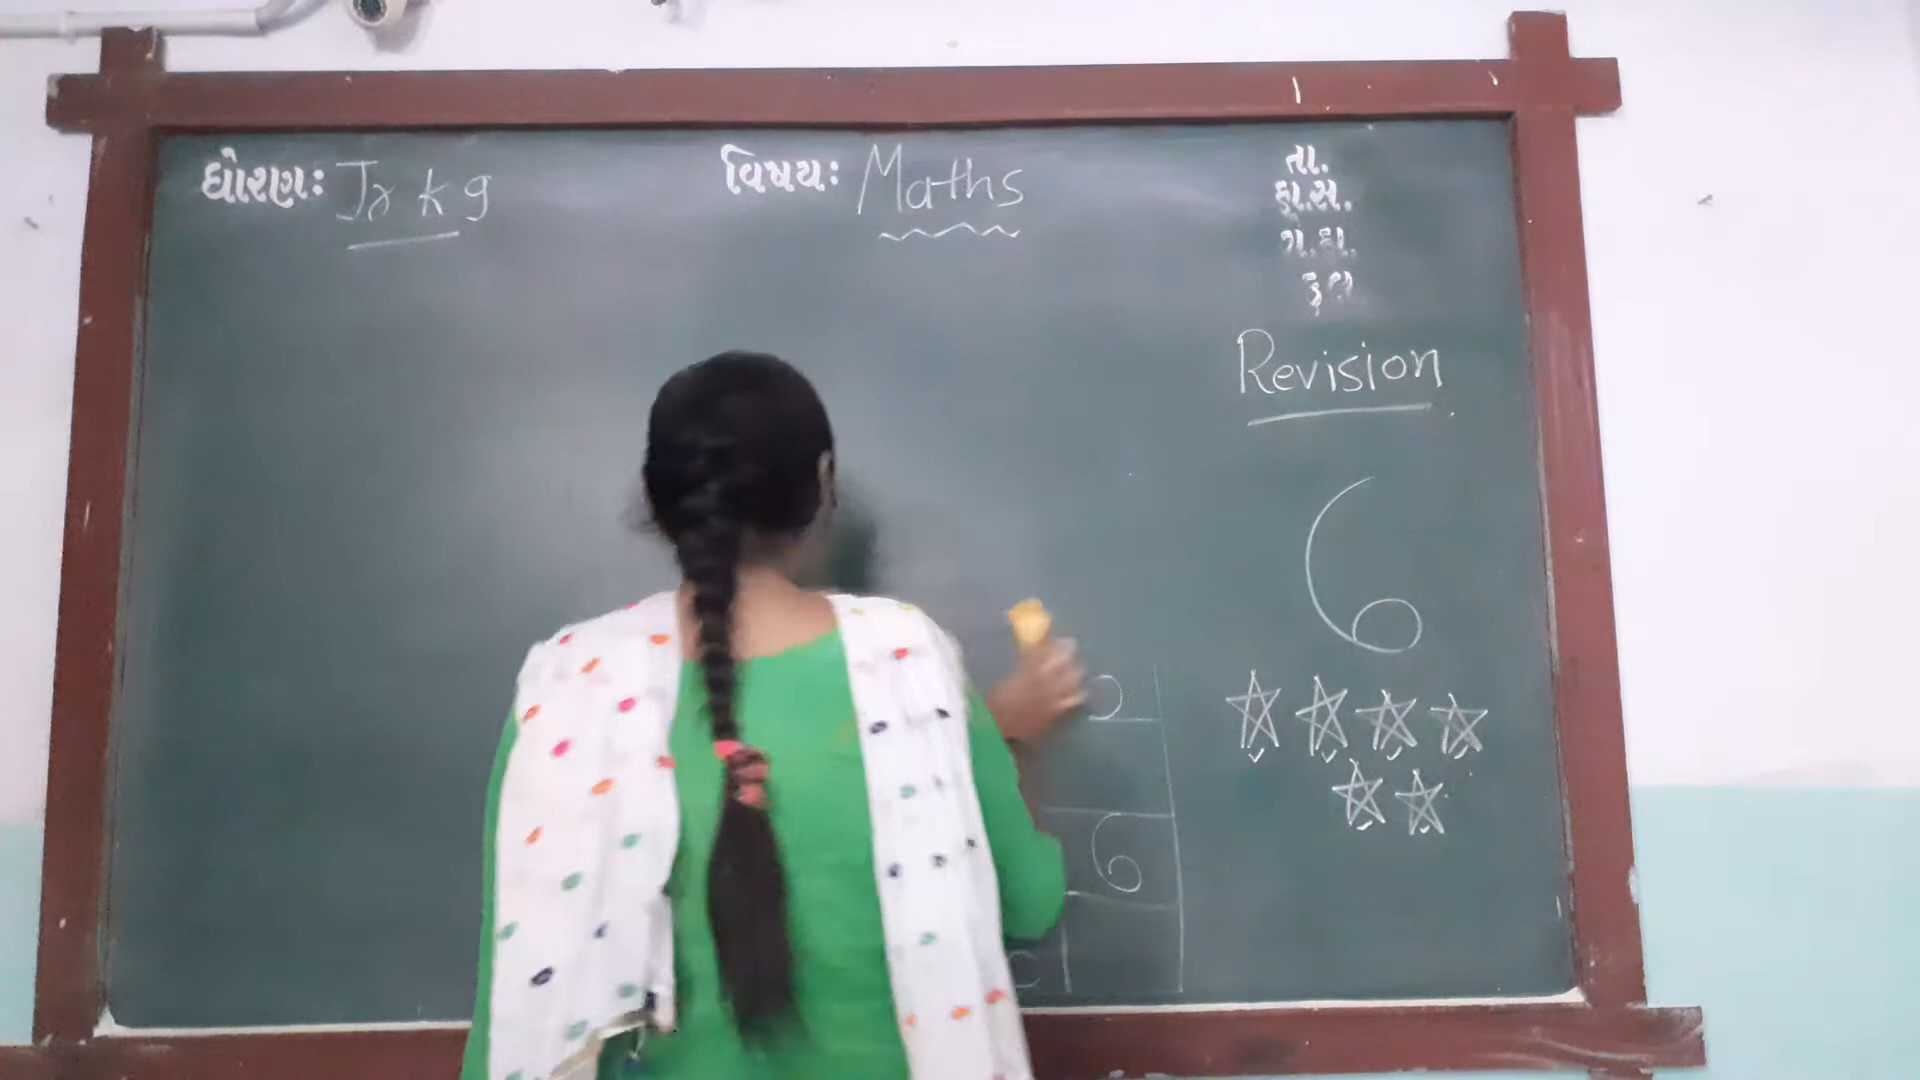 ધોરણ: Jr kg
વિષય: Maths
તા.
ક્રા.સ.
ગે.હા.
કુલ
Revision
6
6